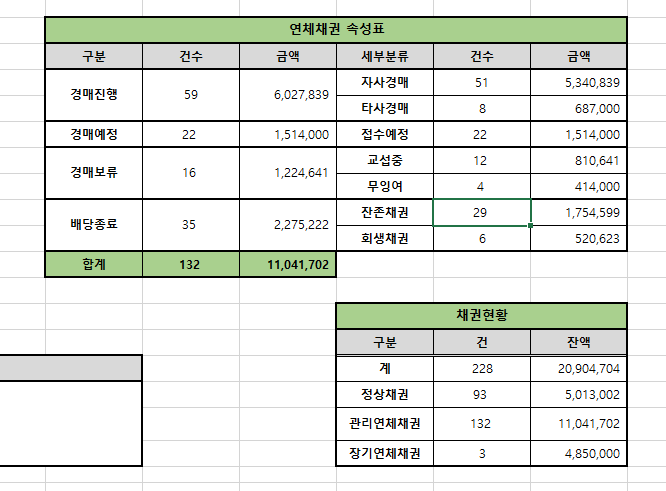 연체채권 속성표
구분 건수 금액 세부분류 건수 금액
경매진행 59 6,027,839 자사경매 51 5,340,839
타사경매 8 687,000
경매예정 22 1,514,000 접수예정 22 1,514,000
경매보류 16 1,224,641 교섭중 12 810,641
무잉여 4 414,000
배당종료 35 2,275,222 잔존채권 29 1,754,599
회생채권 6 520,623
합계 132 11,041,702
채권현황
구분 건 잔액
계 228 20,904,704
정상채권 93 5,013,002
관리연체채권 132 11,041,702
장기연체채권 3 4,850,000